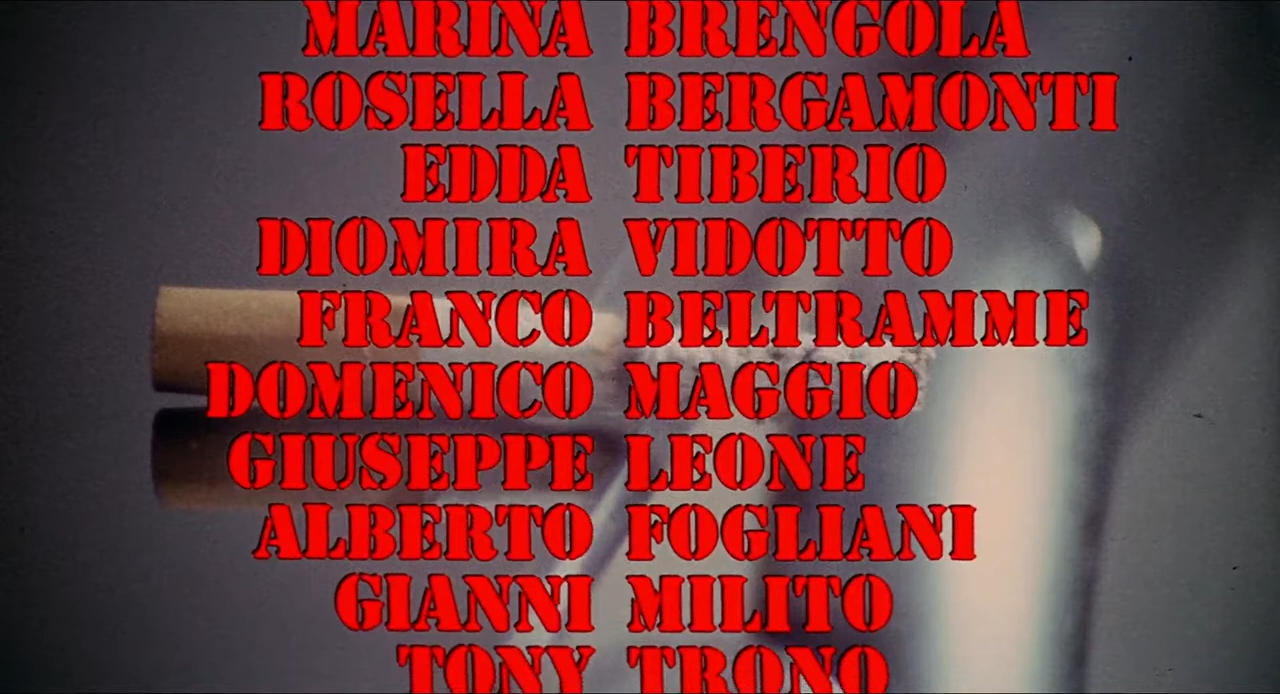 MARINA BRENGOLA
ROSELLA BERGAMONTI
EDDA TIBERIO
DIOMIRA VIDOTTO
FRANCO BELTRAMME
DOMENICO MAGGIO
GIUSEPPE LEONE
ALBERTO FOGLIANI
GIANNI MILITO
TONY TRONO